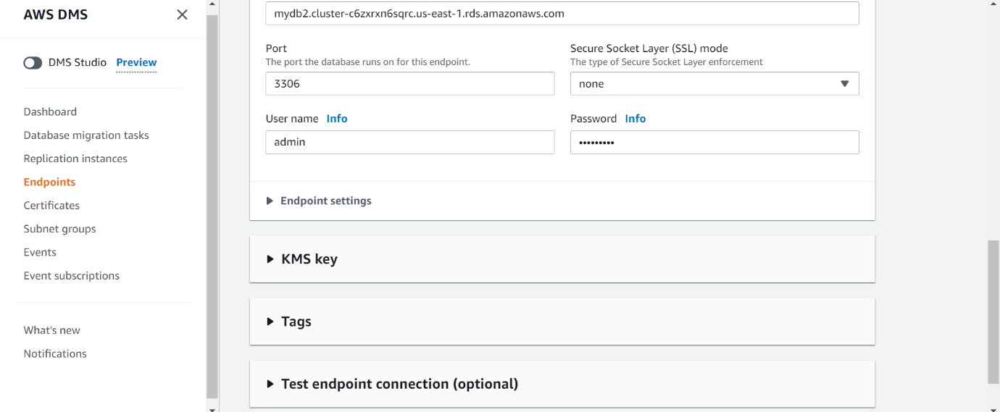 AWS DMS
DMS Studio Preview
Dashboard
Database migration tasks
Replication instances
Endpoints
Certificates
Subnet groups
Events
Event subscriptions
What's new
Notifications
mydb2.cluster-c6zxrxn6sqrc.us-east-1.rds.amazonaws.com
Port
The port the database runs on for this endpoint.
3306
Secure Socket Layer (SSL) mode
The type of Secure Socket Layer enforcement
none
User name Info
admin
Password Info
•••••••••
Endpoint settings
KMS key
Tags
Test endpoint connection (optional)